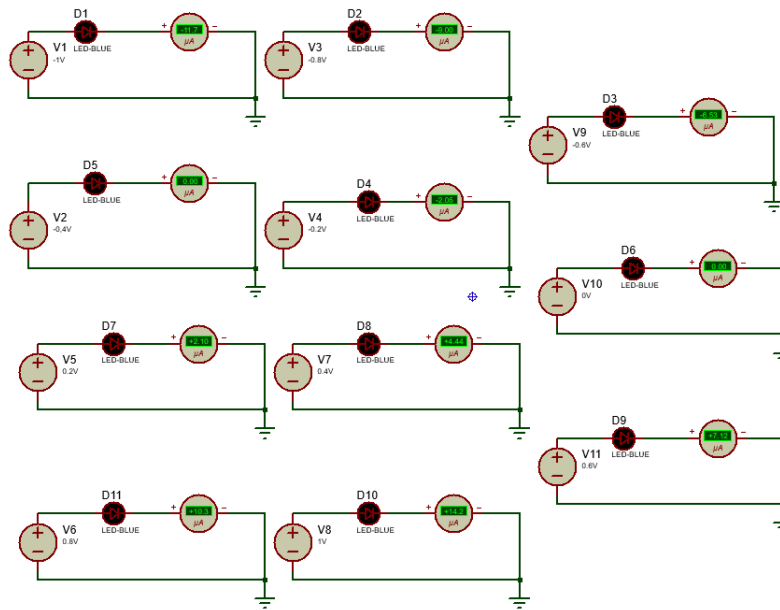 D1
-11.7
V1
-1V
LED-BLUE
µA
D2
-9.00
V3
-0.8V
LED-BLUE
µA
D3
-6.53
V9
-0.6V
LED-BLUE
µA
D5
0.00
V2
-0,4V
LED-BLUE
µA
D4
-2.05
V4
-0.2V
LED-BLUE
µA
D6
0.00
V10
0V
LED-BLUE
µA
D7
+2.10
V5
0.2V
LED-BLUE
µA
D8
+4.44
V7
0.4V
LED-BLUE
µA
D9
+7.12
V11
0.6V
LED-BLUE
µA
D11
+10.3
V6
0.8V
LED-BLUE
µA
D10
+14.2
V8
1V
LED-BLUE
µA